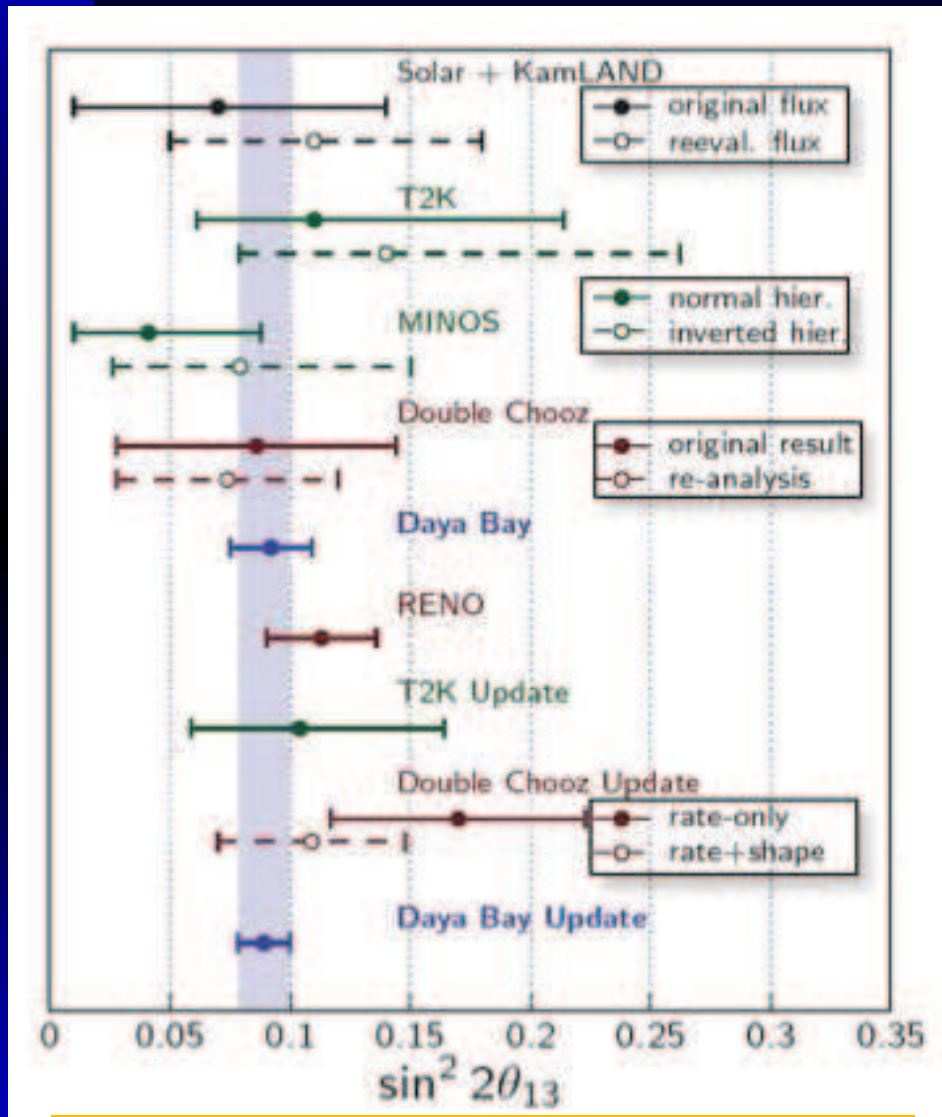 Solar + KamLAND
original flux
reeval. flux
T2K
normal hier.
inverted hier.
MINOS
Double Chooz
original result
re-analysis
Daya Bay
RENO
T2K Update
Double Chooz Update
rate-only
rate+shape
Daya Bay Update
0 0.05 0.1 0.15 0.2 0.25 0.3 0.35
sin² 2θ₁₃